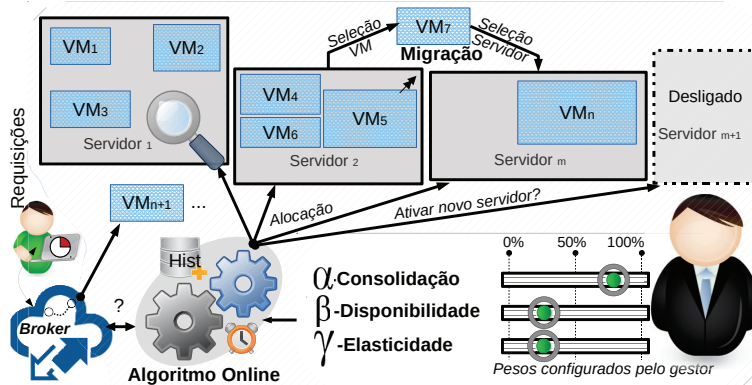 VM1
VM2
VM3
Servidor 1
Seleção
VM
VM7
Migração
Seleção
Servidor
VM4
VM6
VM5
Servidor 2
VMn
Servidor m
Desligado
Servidor m+1
Requisições
VMn+1
...
Alocação
Ativar novo servidor?
Broker
?
Hist
Algoritmo Online
α-Consolidação
β-Disponibilidade
γ-Elasticidade
0% 50% 100%
Pesos configurados pelo gestor